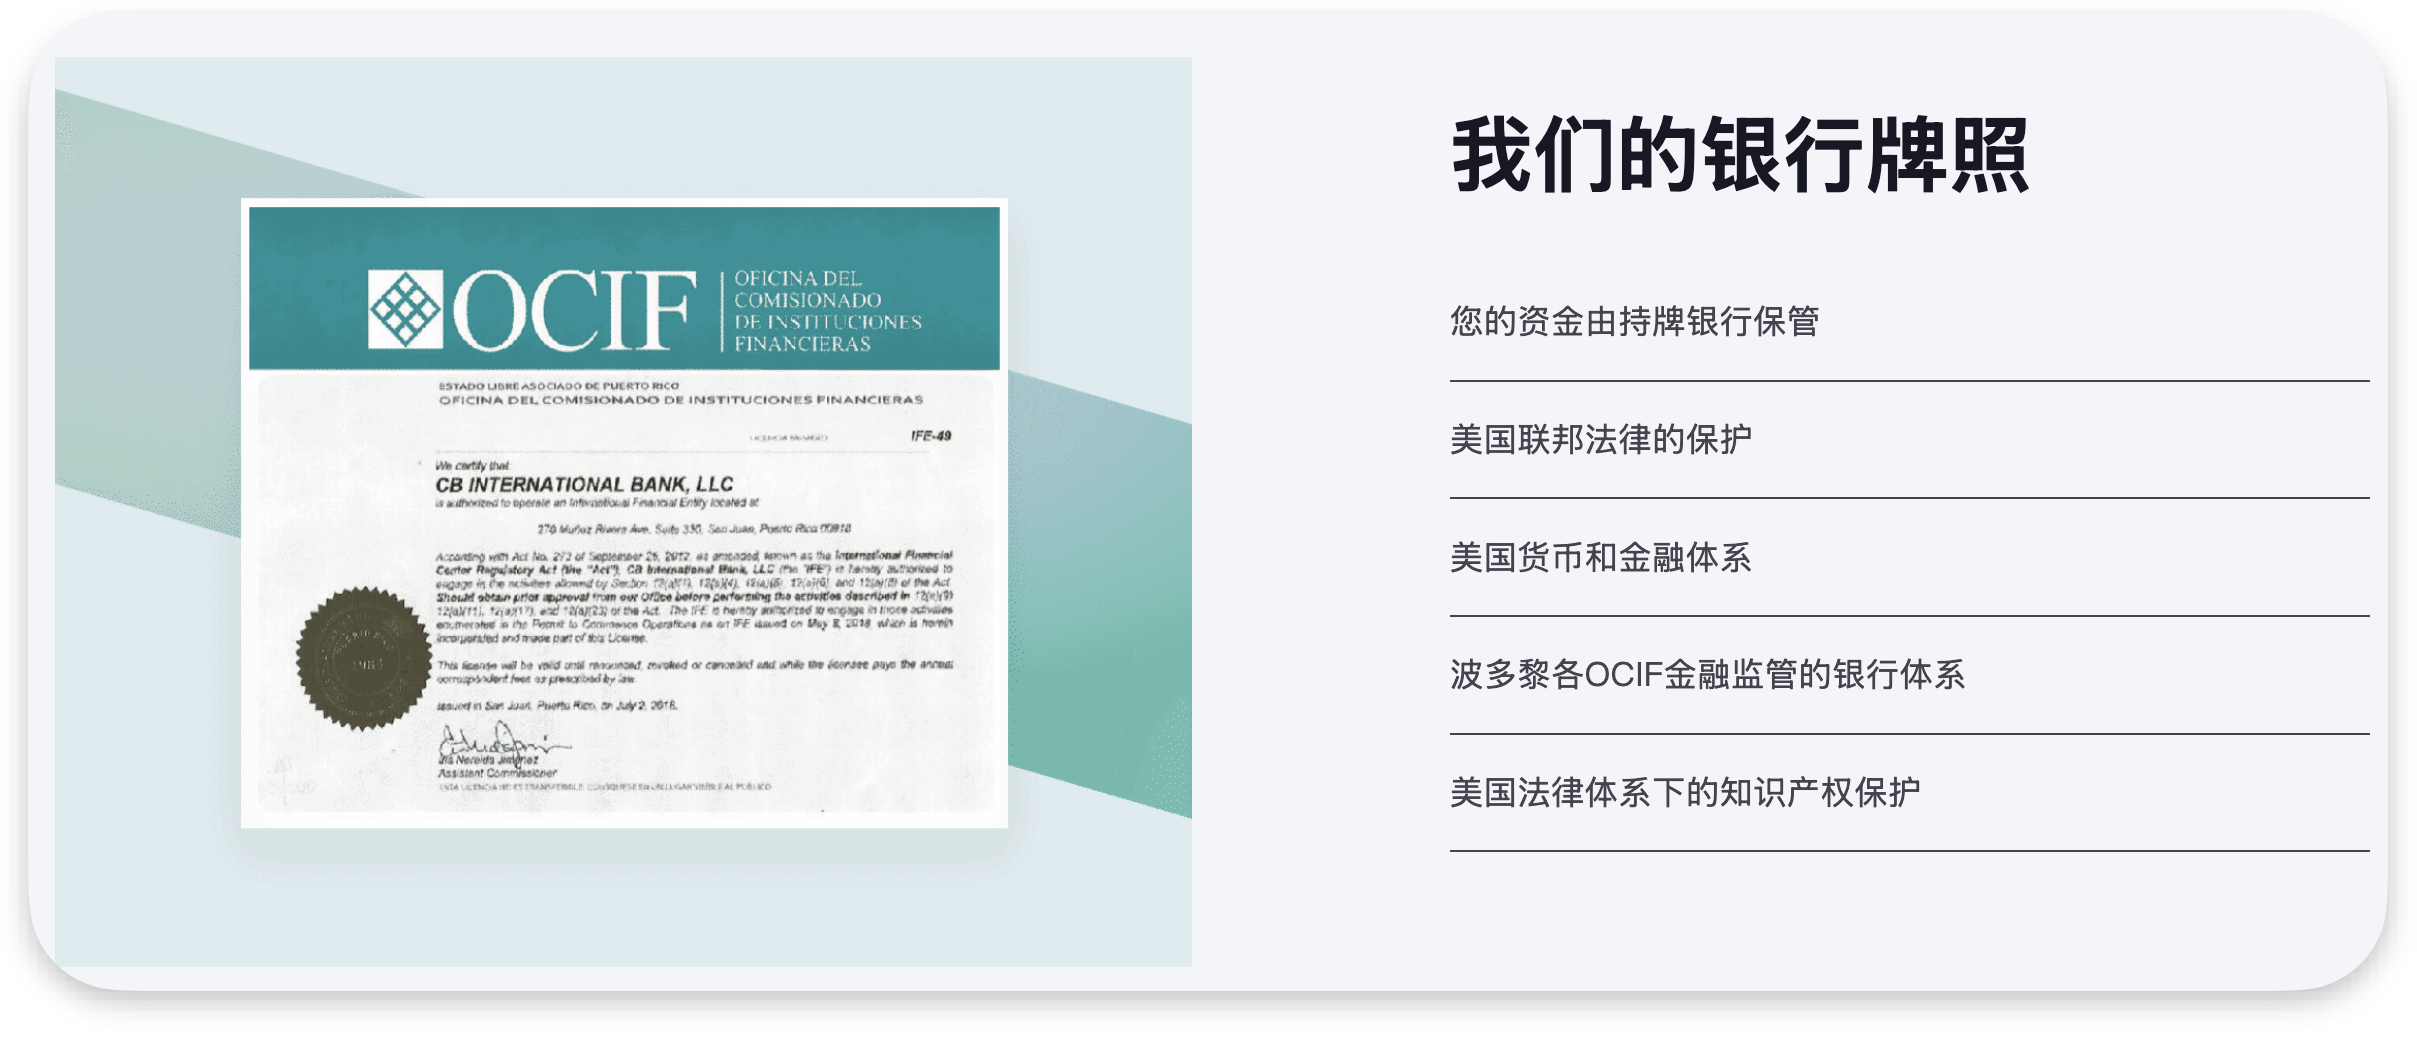 OCIF
OFICINA DEL
COMISIONADO
DE INSTITUCIONES
FINANCIERAS
ESTADO LIBRE ASOCIADO DE PUERTO RICO
OFICINA DEL COMISIONADO DE INSTITUCIONES FINANCIERAS
LICENCIA NUMERO IFE-49
We certify that
CB INTERNATIONAL BANK, LLC
is authorized to operate an International Financial Entity located at:
270 Muñoz Rivera Ave. Suite 330, San Juan, Puerto Rico 00918
According with Act No. 273 of September 25, 2012, as amended, known as the International Financial
Center Regulatory Act (the "Act"), CB International Bank, LLC (the "IFE") is hereby authorized to
engage in the activities allowed by Section 12(a)(1), 12(a)(4), 12(a)(5), 12(a)(6), and 12(a)(8) of the Act.
Should obtain prior approval from our Office before performing the activities described in 12(a)(9)
12(a)(11), 12(a)(17), and 12(a)(23) of the Act. The IFE is hereby authorized to engage in those activities
enumerated in the Permit to Commence Operations as an IFE issued on May 8, 2018, which is herein
incorporated and made part of this License.
This license will be valid until renounced, revoked or canceled and while the licensee pays the annual
correspondent fees as prescribed by law.
Issued in San Juan, Puerto Rico, on July 2, 2018.
Iris Nereida Jiménez
Assistant Commissioner
我们的银行牌照
您的资金由持牌银行保管
美国联邦法律的保护
美国货币和金融体系
波多黎各OCIF金融监管的银行体系
美国法律体系下的知识产权保护